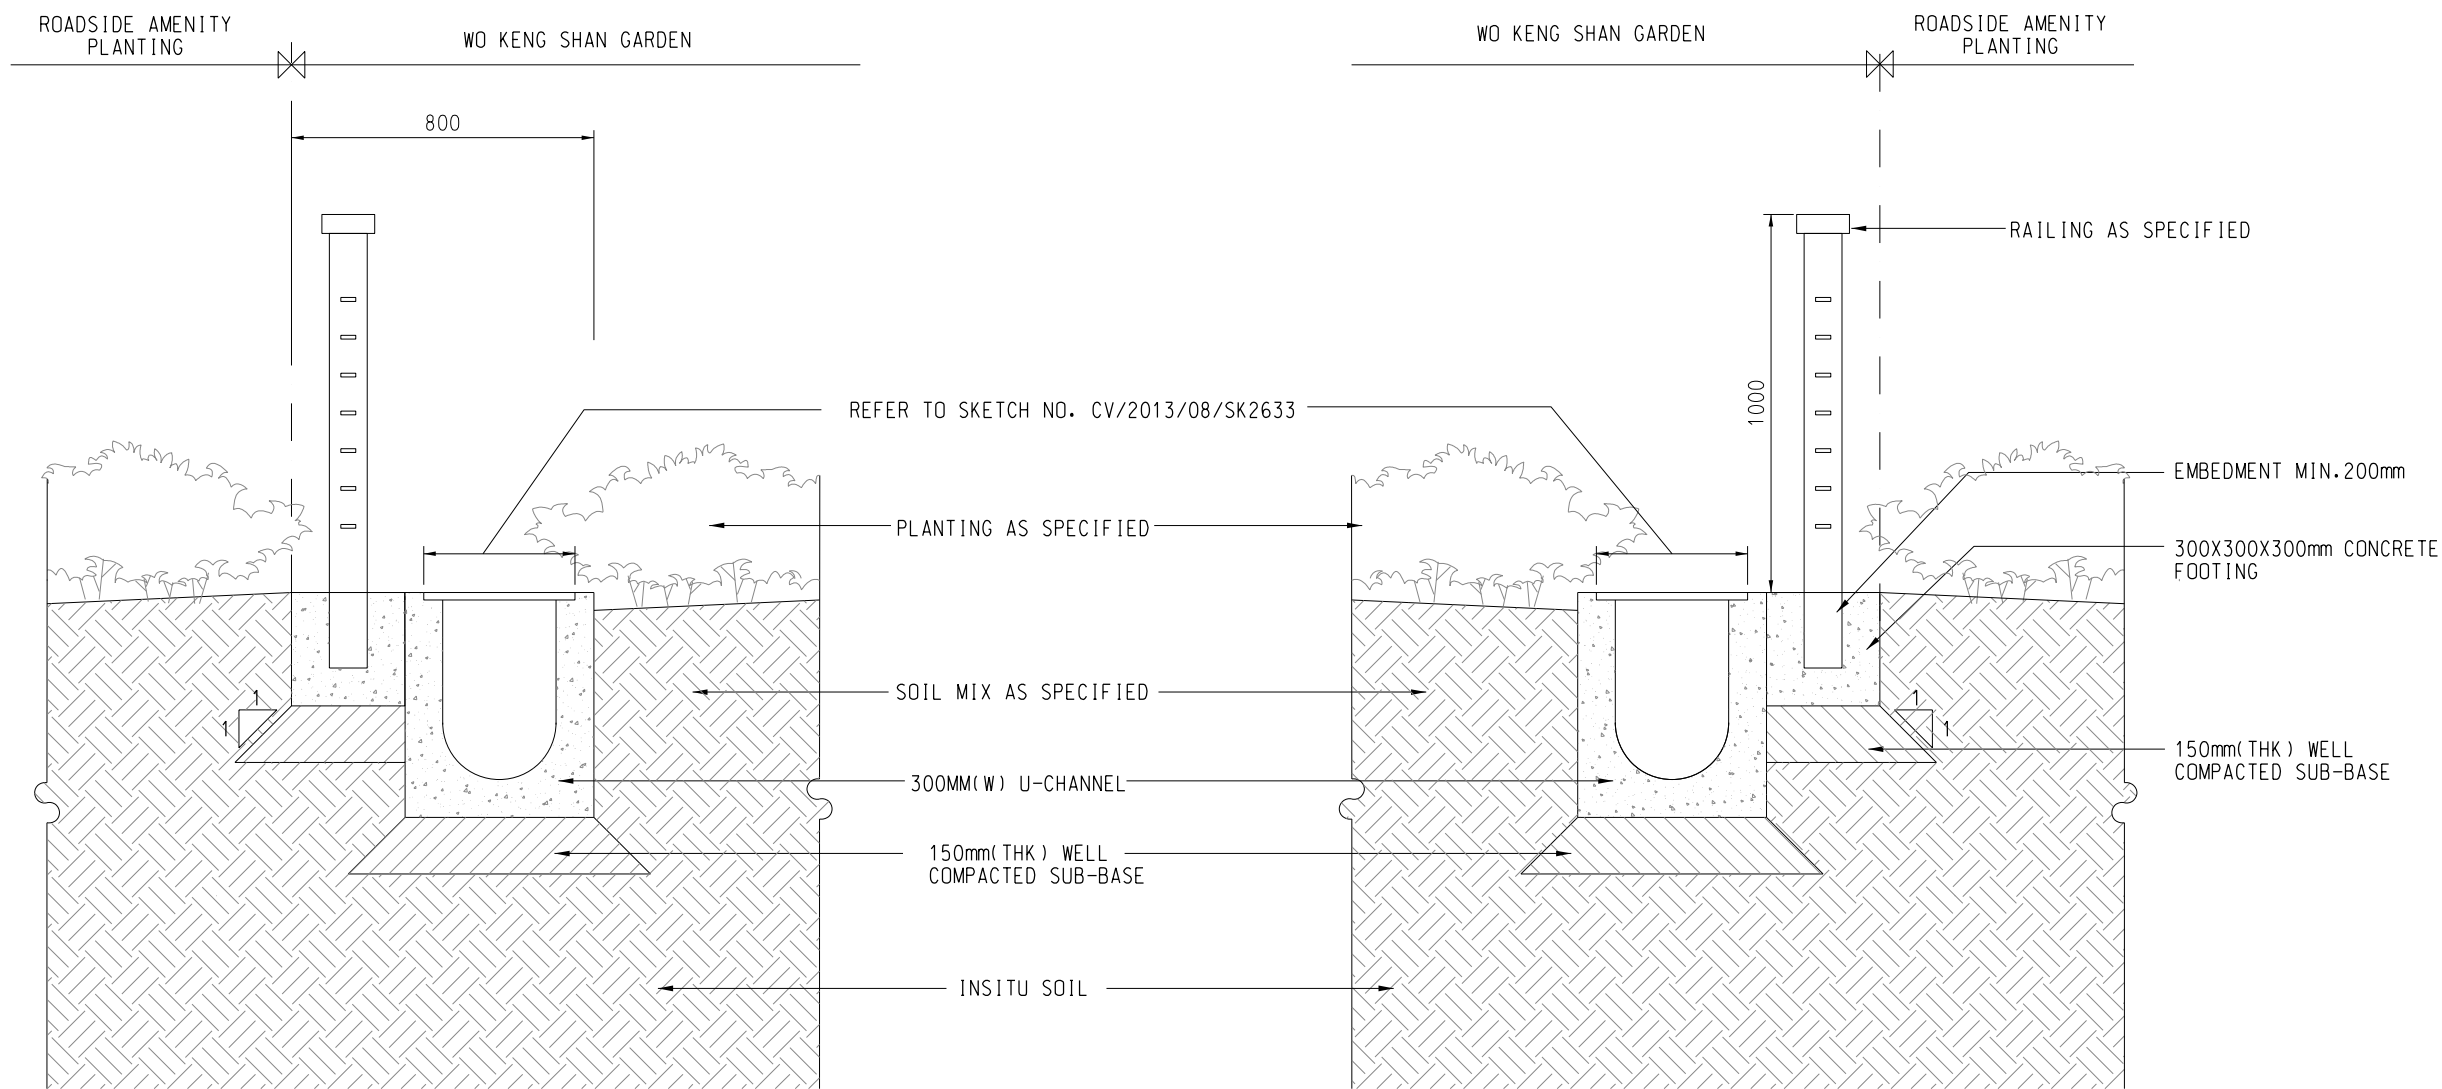 ROADSIDE AMENITY
PLANTING
WO KENG SHAN GARDEN
WO KENG SHAN GARDEN
ROADSIDE AMENITY
PLANTING
800
RAILING AS SPECIFIED
1000
REFER TO SKETCH NO. CV/2013/08/SK2633
EMBEDMENT MIN.200mm
PLANTING AS SPECIFIED
300X300X300mm CONCRETE
FOOTING
SOIL MIX AS SPECIFIED
1
1
1
1
150mm(THK) WELL
COMPACTED SUB-BASE
300MM(W) U-CHANNEL
150mm(THK) WELL
COMPACTED SUB-BASE
INSITU SOIL